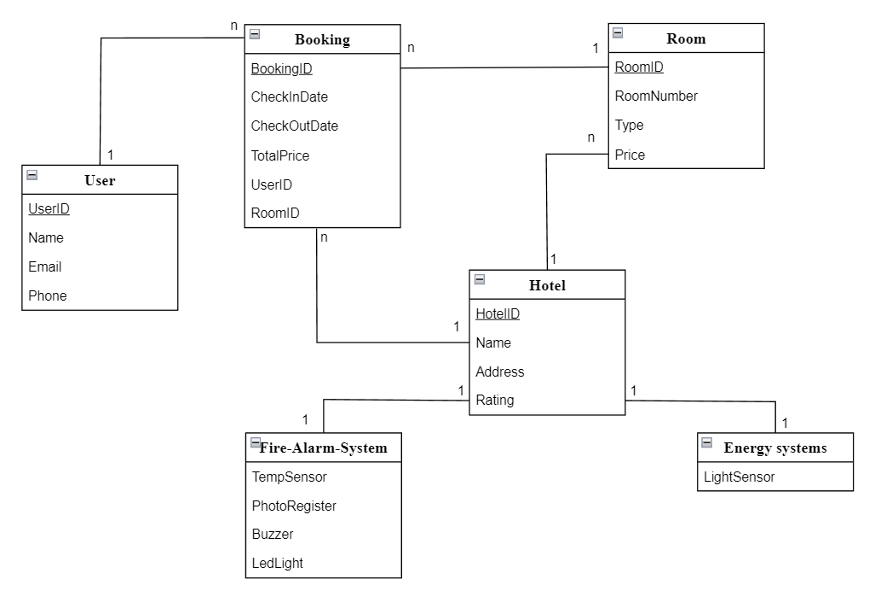 n
Booking
BookingID
CheckInDate
CheckOutDate
TotalPrice
UserID
RoomID
n
1
Room
RoomID
RoomNumber
Type
Price
n
1
User
UserID
Name
Email
Phone
n
1
1
Hotel
HotelID
Name
Address
Rating
1
1
1
1
Fire-Alarm-System
TempSensor
PhotoRegister
Buzzer
LedLight
Energy systems
LightSensor